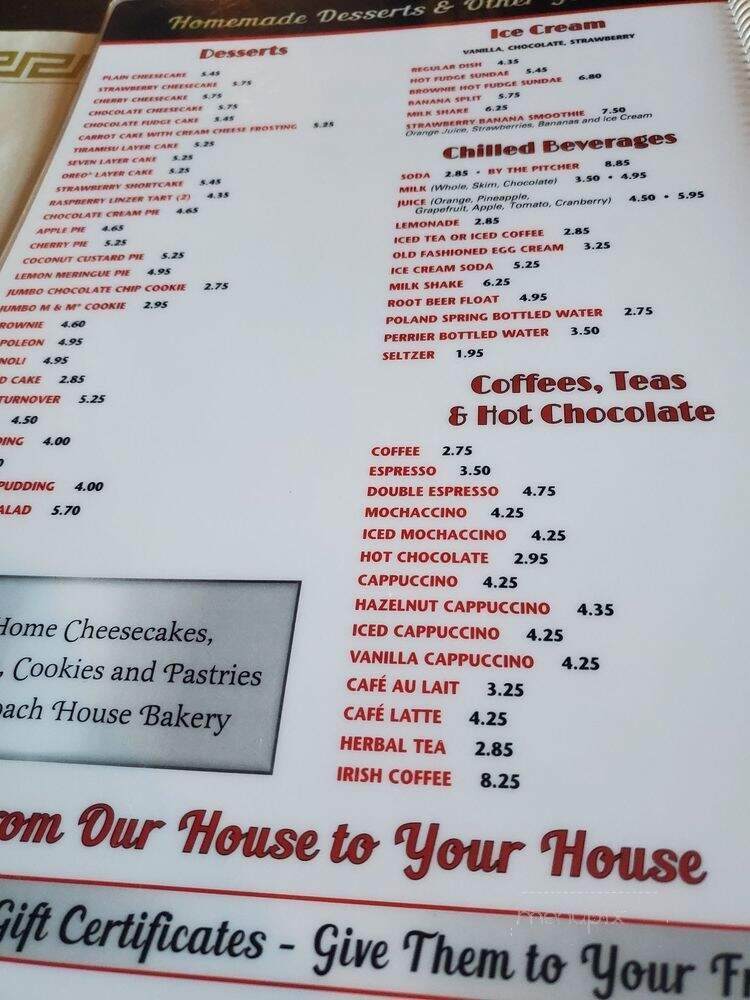 Homemade Desserts & Other
Desserts
PLAIN CHEESECAKE 5.45
STRAWBERRY CHEESECAKE 5.75
CHERRY CHEESECAKE 5.75
CHOCOLATE CHEESECAKE 5.75
CHOCOLATE FUDGE CAKE 5.45
CARROT CAKE WITH CREAM CHEESE FROSTING 5.25
TIRAMISU LAYER CAKE 5.25
SEVEN LAYER CAKE 5.25
OREO® LAYER CAKE 5.25
STRAWBERRY SHORTCAKE 5.45
RASPBERRY LINZER TART (2) 4.35
CHOCOLATE CREAM PIE 4.65
APPLE PIE 4.65
CHERRY PIE 5.25
COCONUT CUSTARD PIE 5.25
LEMON MERINGUE PIE 4.95
JUMBO CHOCOLATE CHIP COOKIE 2.75
JUMBO M & M® COOKIE 2.95
ROWNIE 4.60
POLEON 4.95
NOLI 4.95
D CAKE 2.85
TURNOVER 5.25
4.50
DING 4.00
0
PUDDING 4.00
ALAD 5.70
Home Cheesecakes,
, Cookies and Pastries
oach House Bakery
Ice Cream
VANILLA, CHOCOLATE, STRAWBERRY
REGULAR DISH 4.35
HOT FUDGE SUNDAE 5.45
BROWNIE HOT FUDGE SUNDAE 6.80
BANANA SPLIT 5.75
MILK SHAKE 6.25
STRAWBERRY BANANA SMOOTHIE 7.50
Orange Juice, Strawberries, Bananas and Ice Cream
Chilled Beverages
SODA 2.85 • BY THE PITCHER 8.85
MILK (Whole, Skim, Chocolate) 3.50 • 4.95
JUICE (Orange, Pineapple,
Grapefruit, Apple, Tomato, Cranberry) 4.50 • 5.95
LEMONADE 2.85
ICED TEA OR ICED COFFEE 2.85
OLD FASHIONED EGG CREAM 3.25
ICE CREAM SODA 5.25
MILK SHAKE 6.25
ROOT BEER FLOAT 4.95
POLAND SPRING BOTTLED WATER 2.75
PERRIER BOTTLED WATER 3.50
SELTZER 1.95
Coffees, Teas
& Hot Chocolate
COFFEE 2.75
ESPRESSO 3.50
DOUBLE ESPRESSO 4.75
MOCHACCINO 4.25
ICED MOCHACCINO 4.25
HOT CHOCOLATE 2.95
CAPPUCCINO 4.25
HAZELNUT CAPPUCCINO 4.35
ICED CAPPUCCINO 4.25
VANILLA CAPPUCCINO 4.25
CAFÉ AU LAIT 3.25
CAFÉ LATTE 4.25
HERBAL TEA 2.85
IRISH COFFEE 8.25
rom Our House to Your House
Gift Certificates - Give Them to Your Fr
menupix